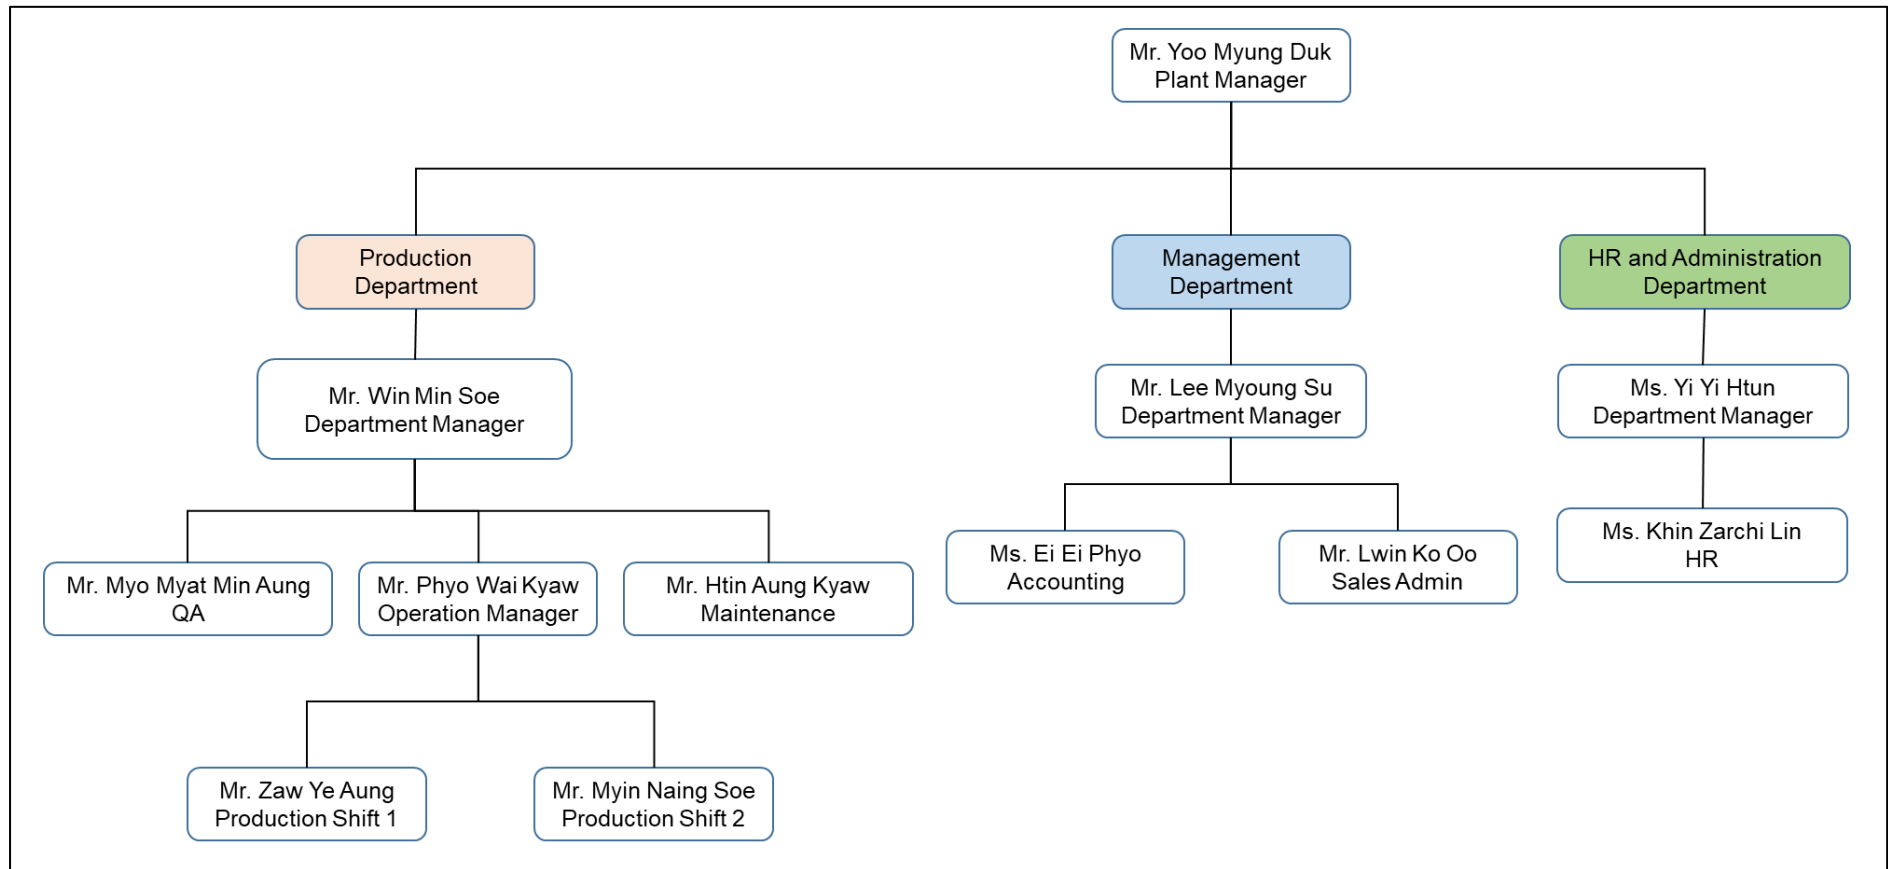 Mr. Yoo Myung Duk
Plant Manager
Production
Department
Management
Department
HR and Administration
Department
Mr. Win Min Soe
Department Manager
Mr. Lee Myoung Su
Department Manager
Ms. Yi Yi Htun
Department Manager
Mr. Myo Myat Min Aung
QA
Mr. Phyo Wai Kyaw
Operation Manager
Mr. Htin Aung Kyaw
Maintenance
Ms. Ei Ei Phyo
Accounting
Mr. Lwin Ko Oo
Sales Admin
Ms. Khin Zarchi Lin
HR
Mr. Zaw Ye Aung
Production Shift 1
Mr. Myin Naing Soe
Production Shift 2